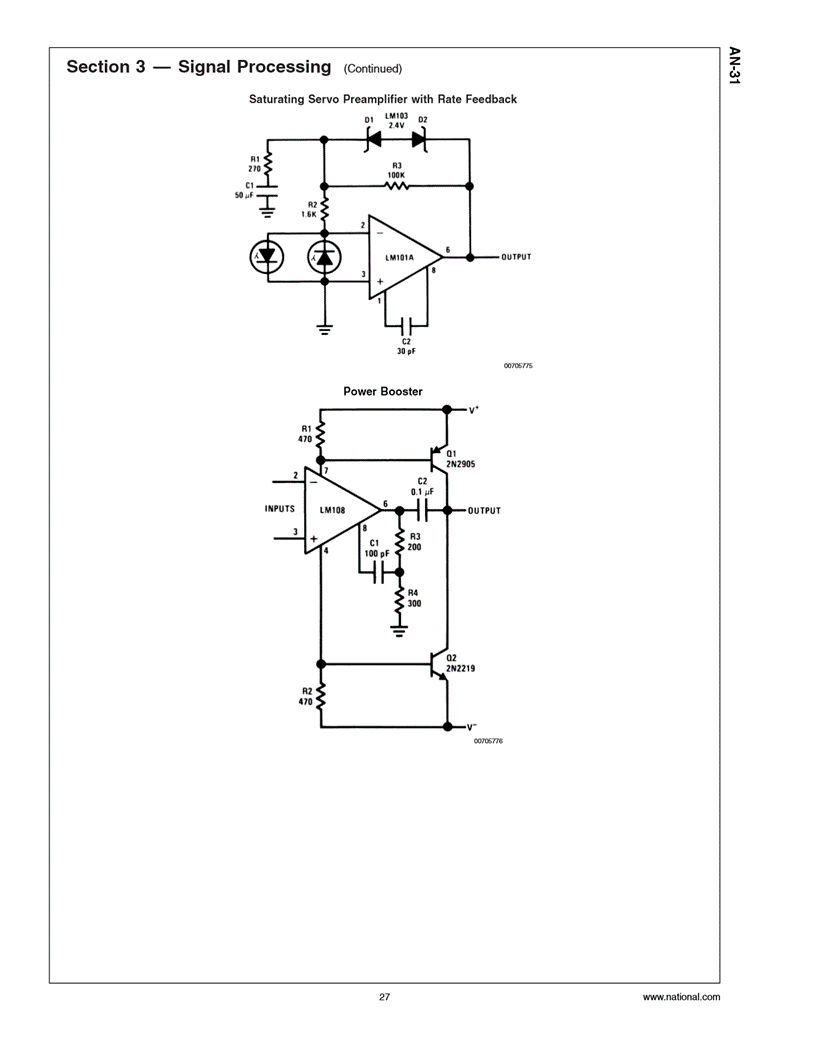 AN-31
Section 3 — Signal Processing (Continued)
Saturating Servo Preamplifier with Rate Feedback
D1
LM103
2.4V
D2
R1
270
R3
100K
C1
50 µF
R2
1.6K
2
−
LM101A
6
OUTPUT
3
+
8
1
C2
30 pF
00705775
Power Booster
V+
R1
470
Q1
2N2905
7
2
−
C2
0.1 µF
INPUTS
LM108
6
OUTPUT
3
+
8
R3
200
C1
100 pF
4
R4
300
Q2
2N2219
R2
470
V−
00705776
27
www.national.com